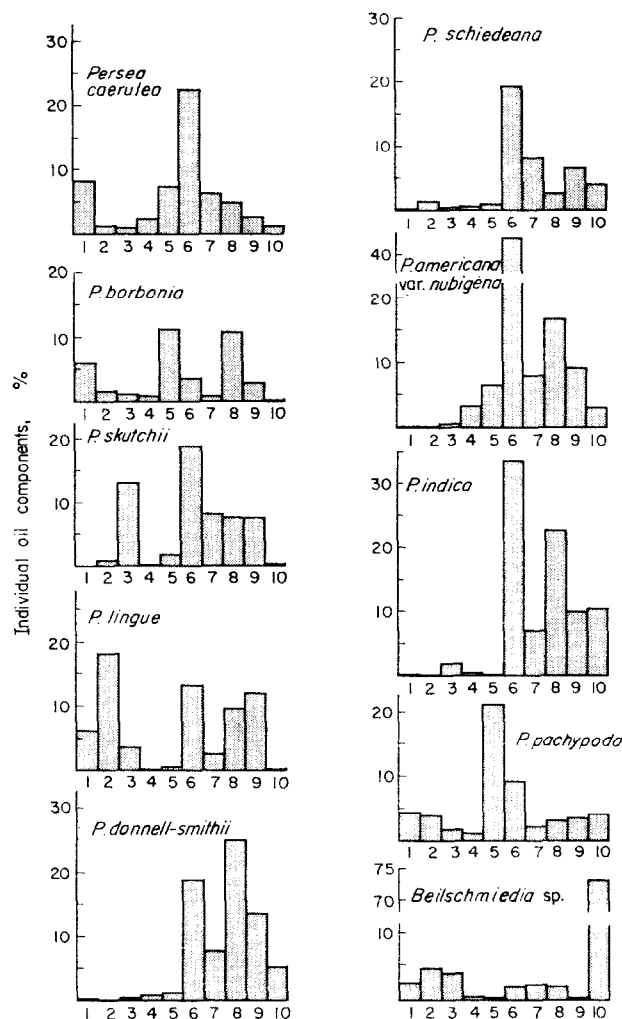 Individual oil components, %
30
Persea
caerulea
20
10
1 2 3 4 5 6 7 8 9 10
20
P. borbonia
10
1 2 3 4 5 6 7 8 9 10
20
P. skutchii
10
1 2 3 4 5 6 7 8 9 10
P. lingue
20
10
1 2 3 4 5 6 7 8 9 10
30
P. donnell-smithii
20
10
1 2 3 4 5 6 7 8 9 10
30
P. schiedeana
20
10
1 2 3 4 5 6 7 8 9 10
40
P. americana
var. nubigena
20
10
1 2 3 4 5 6 7 8 9 10
30
P. indica
20
10
1 2 3 4 5 6 7 8 9 10
20
P. pachypoda
10
1 2 3 4 5 6 7 8 9 10
75
Beilschmiedia sp.
70
10
1 2 3 4 5 6 7 8 9 10